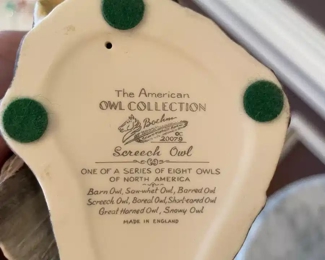 The American
OWL COLLECTION
Boehm
©
20079
Screech Owl
ONE OF A SERIES OF EIGHT OWLS
OF NORTH AMERICA
Barn Owl, Saw-whet Owl, Barred Owl
Screech Owl, Boreal Owl, Short-eared Owl
Great Horned Owl, Snowy Owl
MADE IN ENGLAND